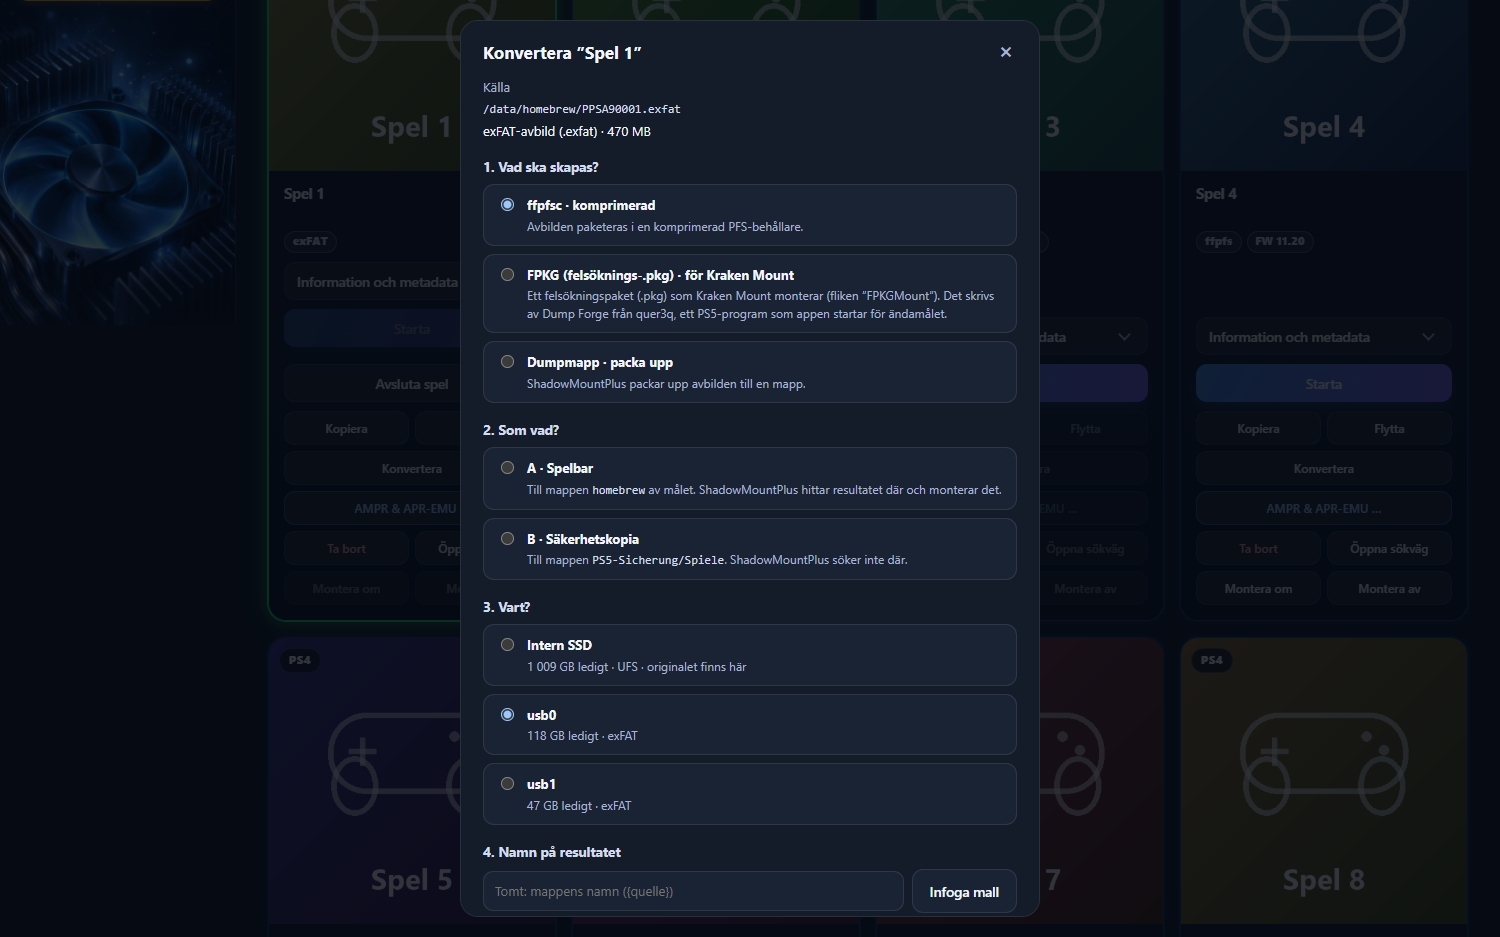 Konvertera ”Spel 1”
✕
Källa
/data/homebrew/PPSA90001.exfat
exFAT-avbild (.exfat) · 470 MB
1. Vad ska skapas?
ffpfsc · komprimerad
Avbilden paketeras i en komprimerad PFS-behållare.
FPKG (felsöknings-.pkg) · för Kraken Mount
Ett felsökningspaket (.pkg) som Kraken Mount monterar (fliken ”FPKGMount”). Det skrivs
av Dump Forge från quer3q, ett PS5-program som appen startar för ändamålet.
Dumpmapp · packa upp
ShadowMountPlus packar upp avbilden till en mapp.
2. Som vad?
A · Spelbar
Till mappen homebrew av målet. ShadowMountPlus hittar resultatet där och monterar det.
B · Säkerhetskopia
Till mappen PS5-Sicherung/Spiele. ShadowMountPlus söker inte där.
3. Vart?
Intern SSD
1 009 GB ledigt · UFS · originalet finns här
usb0
118 GB ledigt · exFAT
usb1
47 GB ledigt · exFAT
4. Namn på resultatet
Tomt: mappens namn ({quelle})
Infoga mall
Spel 1
Spel 1
exFAT
Information och metadata
Starta
Avsluta spel
Kopiera
Konvertera
AMPR & APR-EMU
Ta bort
Montera om
3
Flytta
Öppna sökväg
Montera av
Spel 4
Spel 4
ffpfs
FW 11.20
Information och metadata
Starta
Kopiera
Flytta
Konvertera
AMPR & APR-EMU ...
Ta bort
Öppna sökväg
Montera om
Montera av
PS4
Spel 5
7
PS4
Spel 8